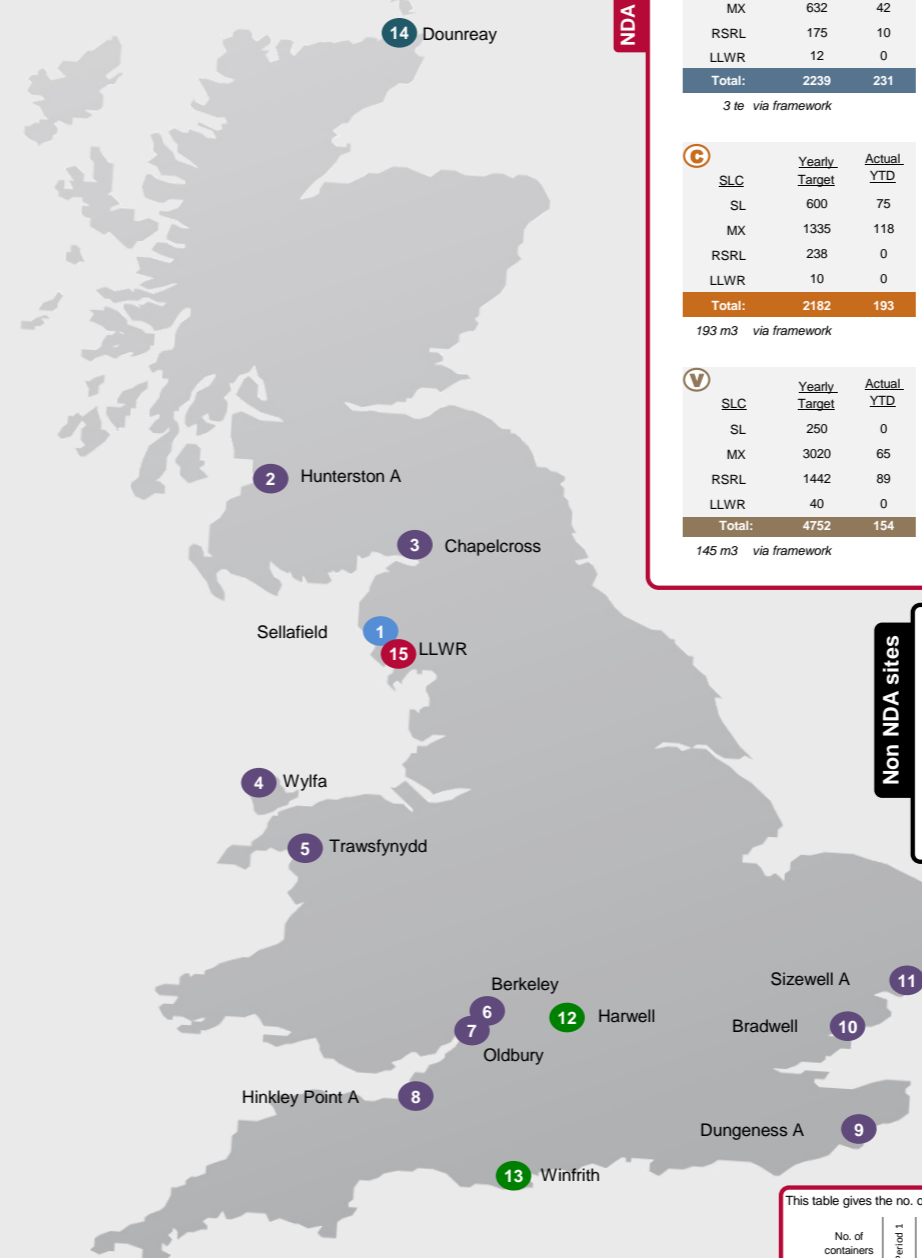 NDA
MX 632 42
RSRL 175 10
LLWR 12 0
Total: 2239 231
3 te via framework
C
SLC Yearly Target Actual YTD
SL 600 75
MX 1335 118
RSRL 238 0
LLWR 10 0
Total: 2182 193
193 m3 via framework
V
SLC Yearly Target Actual YTD
SL 250 0
MX 3020 65
RSRL 1442 89
LLWR 40 0
Total: 4752 154
145 m3 via framework
Non NDA sites
14 Dounreay
2 Hunterston A
3 Chapelcross
Sellafield 1
15 LLWR
4 Wylfa
5 Trawsfynydd
Sizewell A 11
Berkeley
6
12 Harwell
Bradwell 10
7
Oldbury
Hinkley Point A 8
Dungeness A 9
13 Winfrith
This table gives the no.
No. of
containers
Period 1